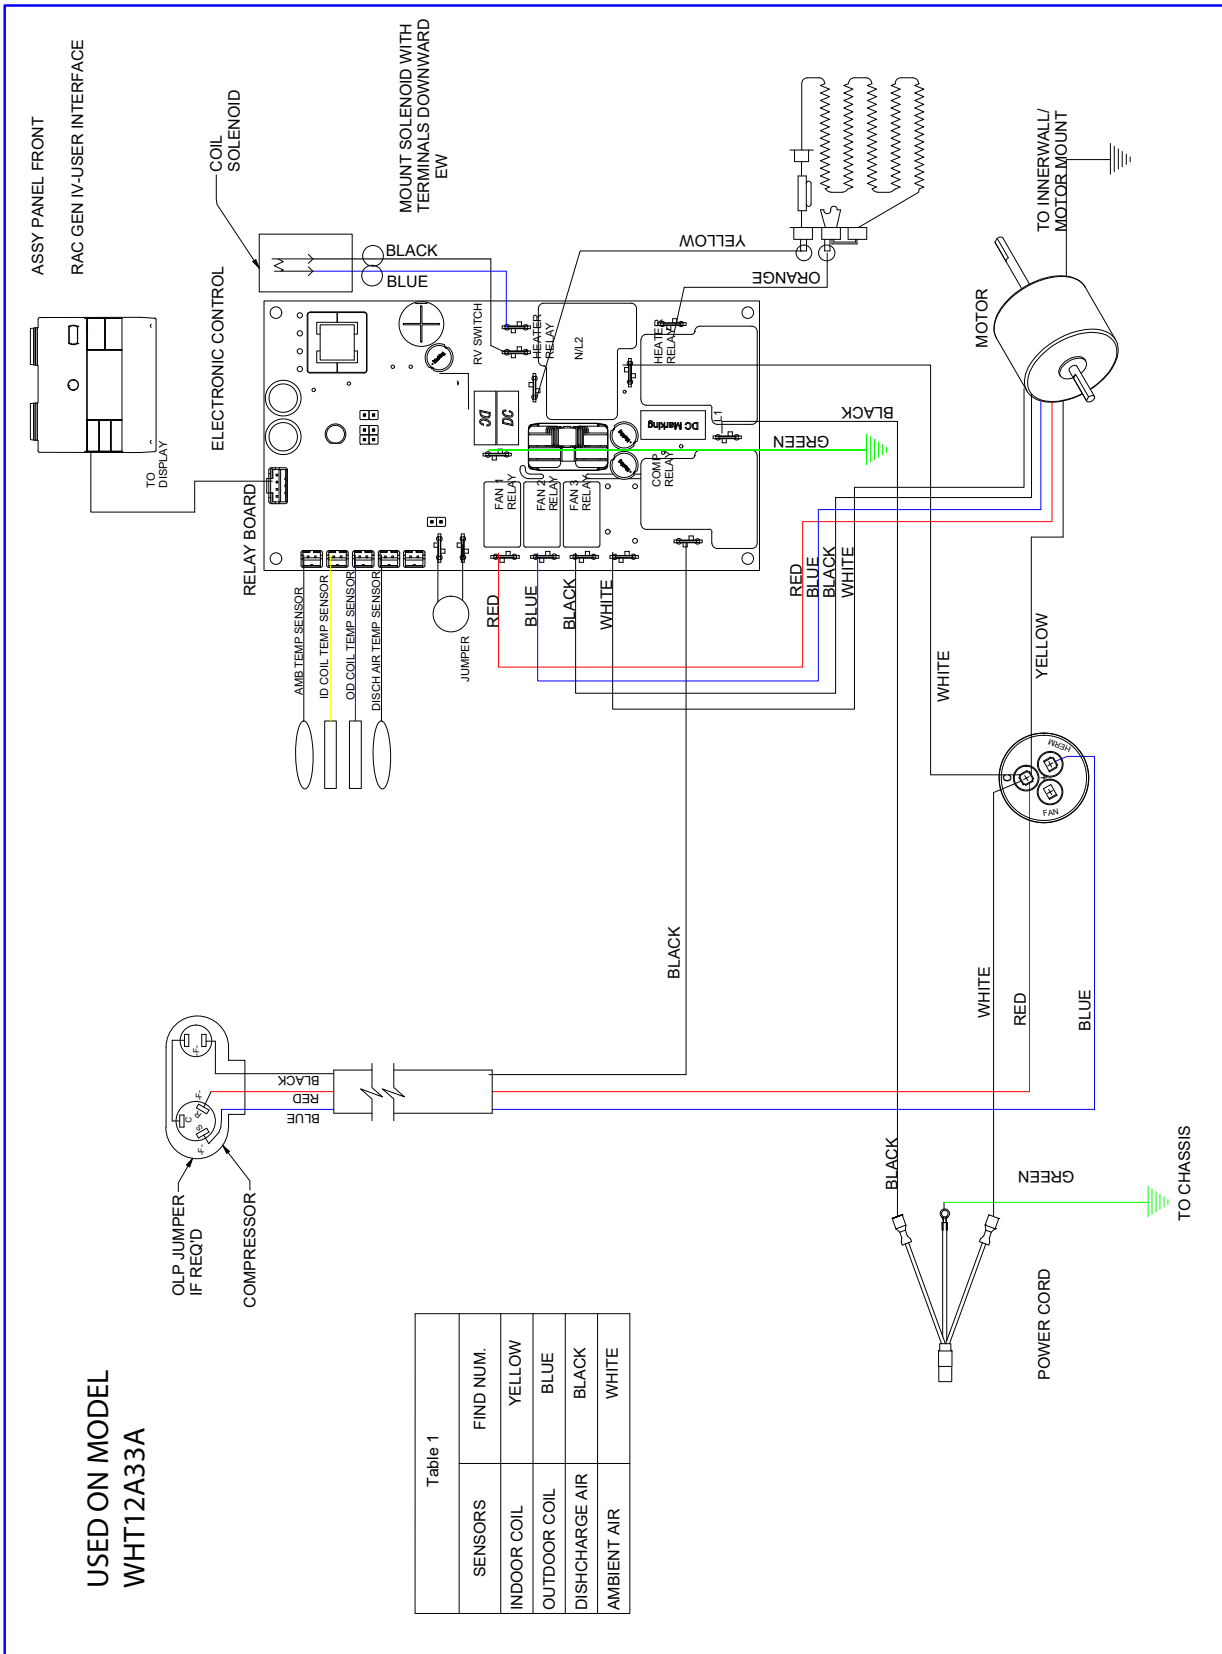 USED ON MODEL
WHT12A33A
ASSY PANEL FRONT
RAC GEN IV-USER INTERFACE
TO
DISPLAY
COIL
SOLENOID
ELECTRONIC CONTROL
RELAY BOARD
MOUNT SOLENOID WITH
TERMINALS DOWNWARD
EW
BLACK
BLUE
RV SWITCH
HEATER
RELAY
N/L2
HEATER
RELAY
DC
DC
DC Marking
L1
COMP
RELAY
FAN 1
RELAY
FAN 2
RELAY
FAN 3
RELAY
YELLOW
ORANGE
BLACK
GREEN
MOTOR
TO INNERWALL/
MOTOR MOUNT
AMB TEMP SENSOR
ID COIL TEMP SENSOR
OD COIL TEMP SENSOR
DISCH AIR TEMP SENSOR
JUMPER
RED
BLUE
BLACK
WHITE
RED
BLUE
BLACK
WHITE
WHITE
YELLOW
C
HERM
FAN
BLACK
WHITE
RED
BLUE
OLP JUMPER
IF REQ'D
COMPRESSOR
C
R
S
-F-
-F-
-F-
BLACK
RED
BLUE
BLACK
GREEN
TO CHASSIS
POWER CORD
Table 1
SENSORS FIND NUM.
INDOOR COIL YELLOW
OUTDOOR COIL BLUE
DISHCHARGE AIR BLACK
AMBIENT AIR WHITE